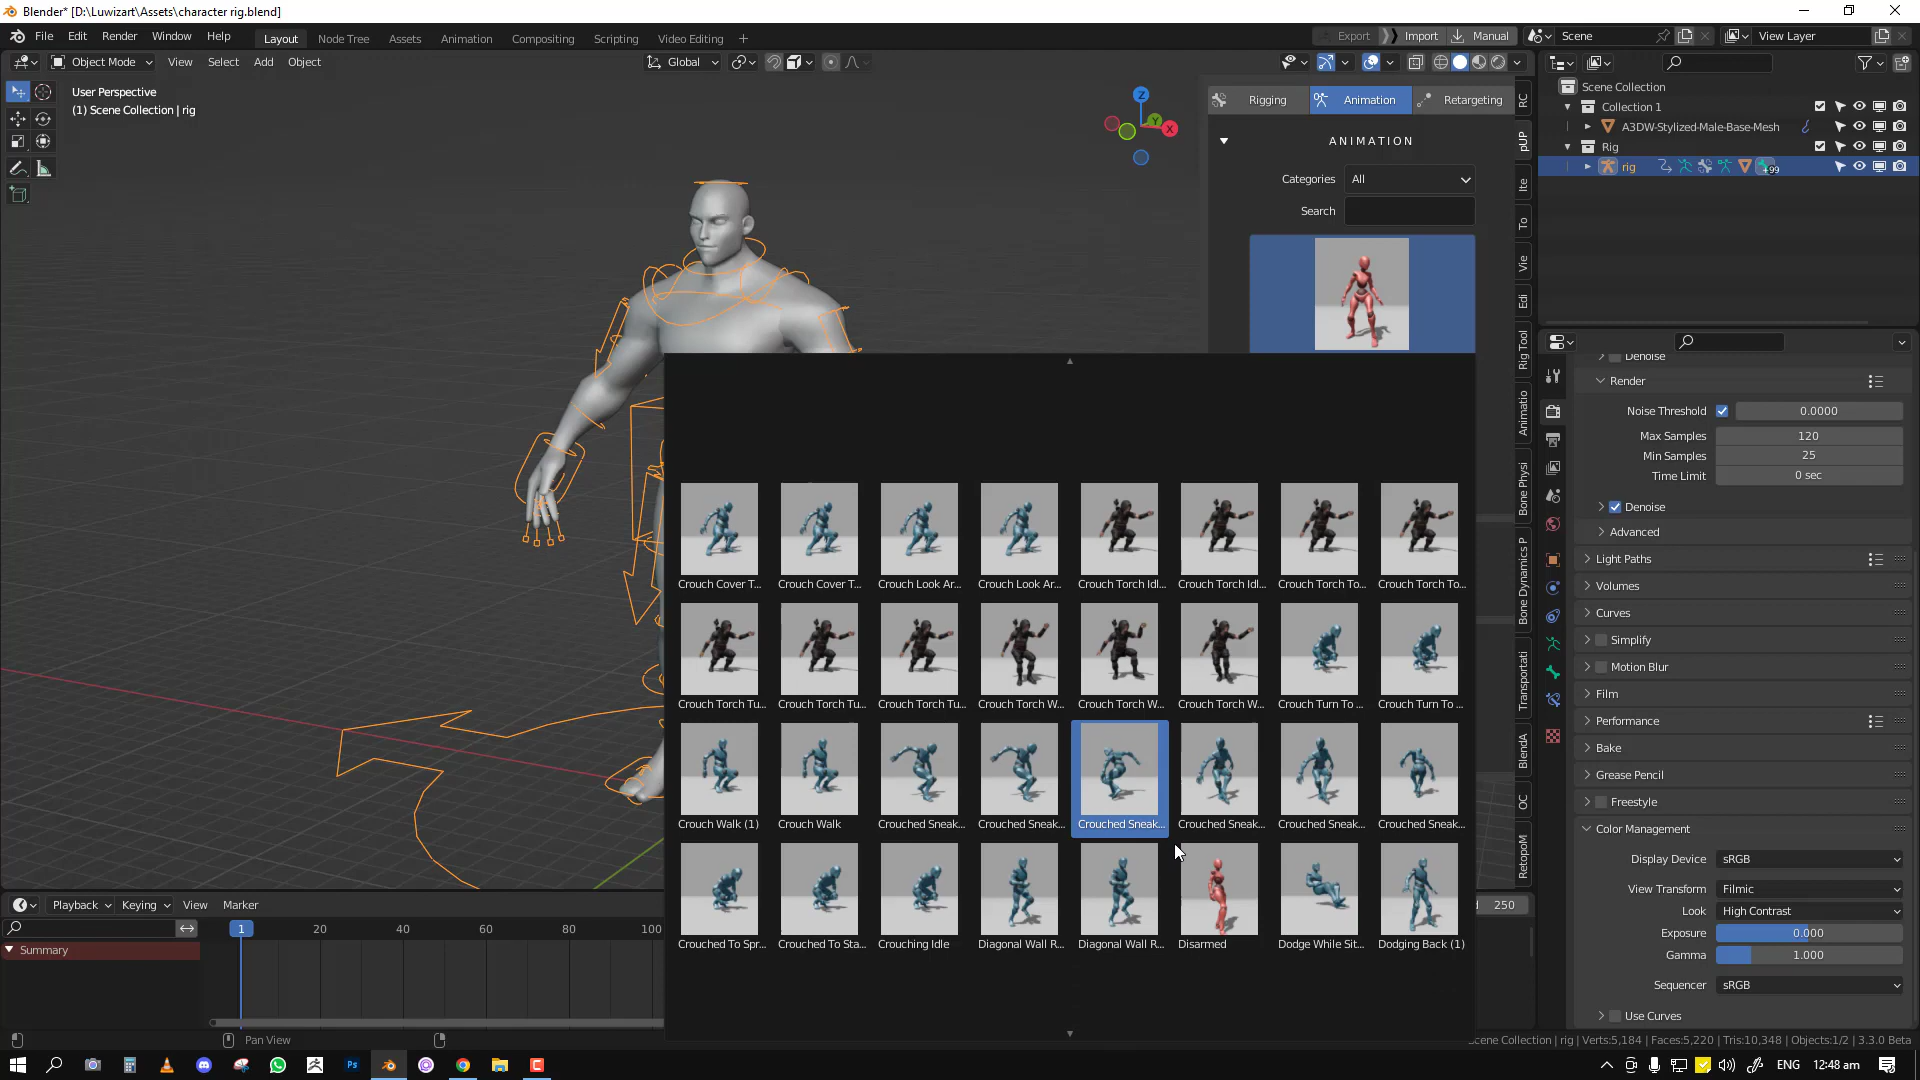 Blender* [D:\Luwizart\Assets\character rig.blend]
File Edit Render Window Help Layout Node Tree Assets Animation Compositing Scripting Video Editing + Export Import Manual Scene View Layer
Object Mode View Select Add Object Global
User Perspective
(1) Scene Collection | rig
Z
Y
X
Rigging Animation Retargeting
ANIMATION
Categories All
Search
RC
pUP
Ite
To
Vie
Edi
Rig Tool
Animatio
Bone Physi
Bone Dynamics P
Transportati
BlendA
OC
RetopoM
Scene Collection
Collection 1
A3DW-Stylized-Male-Base-Mesh
Rig
rig +99
Crouch Cover T... Crouch Cover T... Crouch Look Ar... Crouch Look Ar... Crouch Torch Idl... Crouch Torch Idl... Crouch Torch To... Crouch Torch To...
Crouch Torch Tu... Crouch Torch Tu... Crouch Torch Tu... Crouch Torch W... Crouch Torch W... Crouch Torch W... Crouch Turn To ... Crouch Turn To ...
Crouch Walk (1) Crouch Walk Crouched Sneak... Crouched Sneak... Crouched Sneak... Crouched Sneak... Crouched Sneak... Crouched Sneak...
Crouched To Spr... Crouched To Sta... Crouching Idle Diagonal Wall R... Diagonal Wall R... Disarmed Dodge While Sit... Dodging Back (1)
Denoise
Render
Noise Threshold 0.0000
Max Samples 120
Min Samples 25
Time Limit 0 sec
Denoise
Advanced
Light Paths
Volumes
Curves
Simplify
Motion Blur
Film
Performance
Bake
Grease Pencil
Freestyle
Color Management
Display Device sRGB
View Transform Filmic
Look High Contrast
Exposure 0.000
Gamma 1.000
Sequencer sRGB
Use Curves
Playback Keying View Marker
250
1 20 40 60 80 100
Summary
Pan View
Scene Collection | rig | Verts:5,184 | Faces:5,220 | Tris:10,348 | Objects:1/2 | 3.3.0 Beta
Ps
ENG 12:48 am